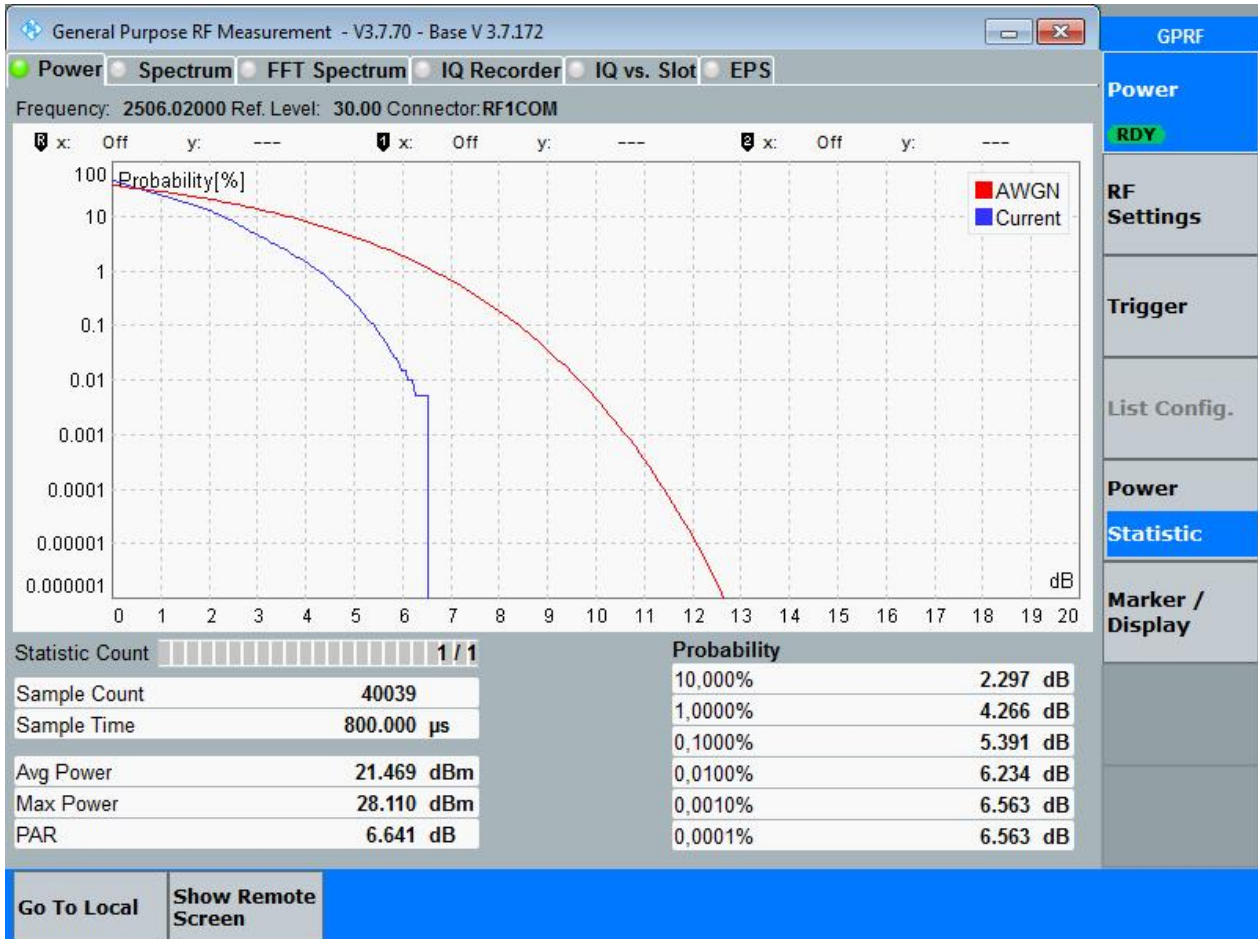 General Purpose RF Measurement - V3.7.70 - Base V 3.7.172
GPRF
Power Spectrum FFT Spectrum IQ Recorder IQ vs. Slot EPS
Frequency: 2506.02000 Ref. Level: 30.00 Connector:RF1COM
R x: Off y: --- 1 x: Off y: --- 2 x: Off y: ---
100 Probability[%]
10
1
0.1
0.01
0.001
0.0001
0.00001
0.000001
AWGN
Current
dB
0 1 2 3 4 5 6 7 8 9 10 11 12 13 14 15 16 17 18 19 20
Statistic Count 1 / 1
Sample Count 40039
Sample Time 800.000 µs
Avg Power 21.469 dBm
Max Power 28.110 dBm
PAR 6.641 dB
Probability
10,000% 2.297 dB
1,0000% 4.266 dB
0,1000% 5.391 dB
0,0100% 6.234 dB
0,0010% 6.563 dB
0,0001% 6.563 dB
Power
RDY
RF
Settings
Trigger
List Config.
Power
Statistic
Marker /
Display
Go To Local
Show Remote
Screen